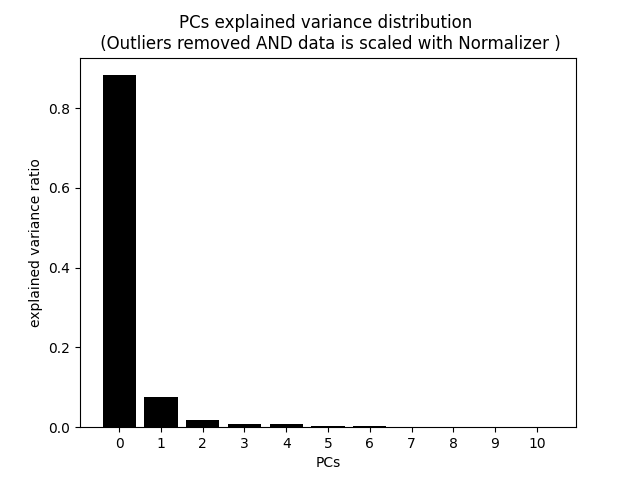 PCs explained variance distribution
(Outliers removed AND data is scaled with Normalizer )
explained variance ratio
0.8
0.6
0.4
0.2
0.0
0 1 2 3 4 5 6 7 8 9 10
PCs